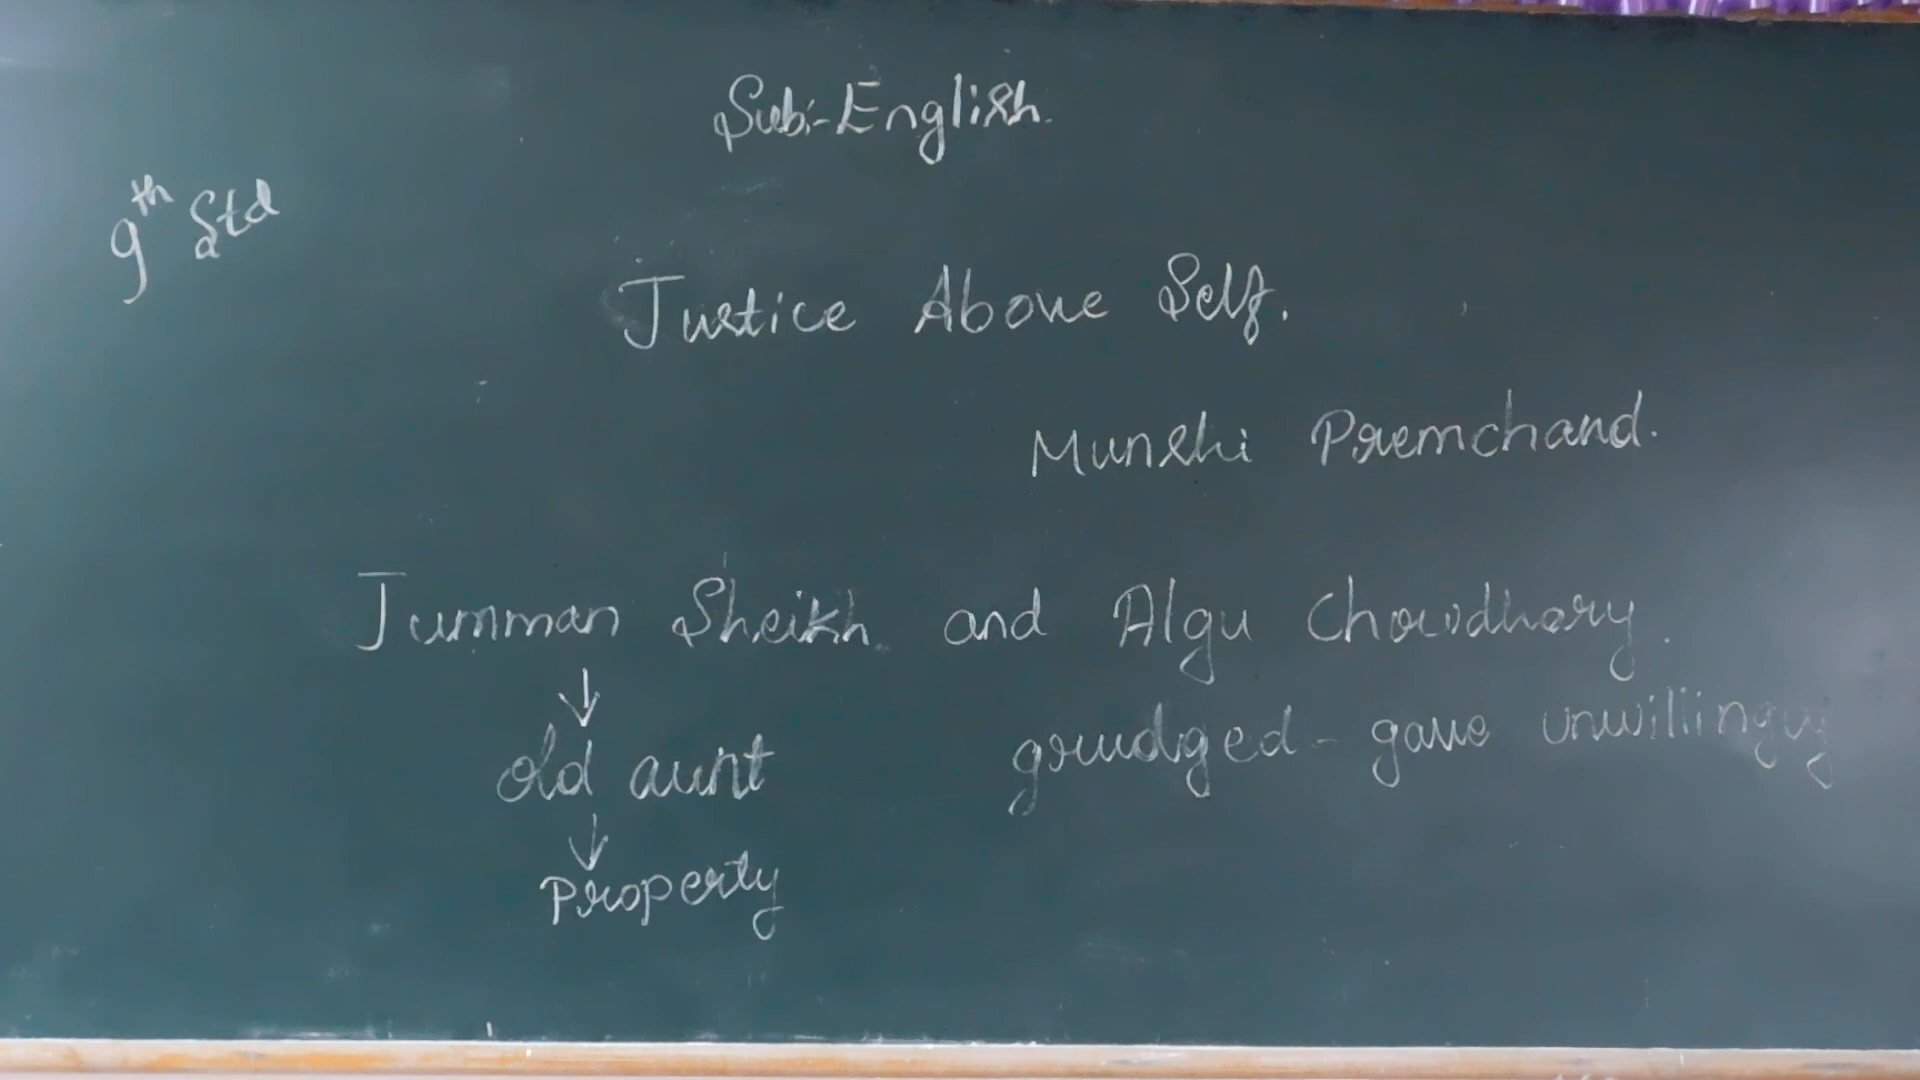 Sub:-English.
9th Std
Justice Above Self.
Munshi Premchand.
Jumman Sheikh and Algu Chowdhary.
↓
old aunt
grudged - gave unwillingly
↓
Property